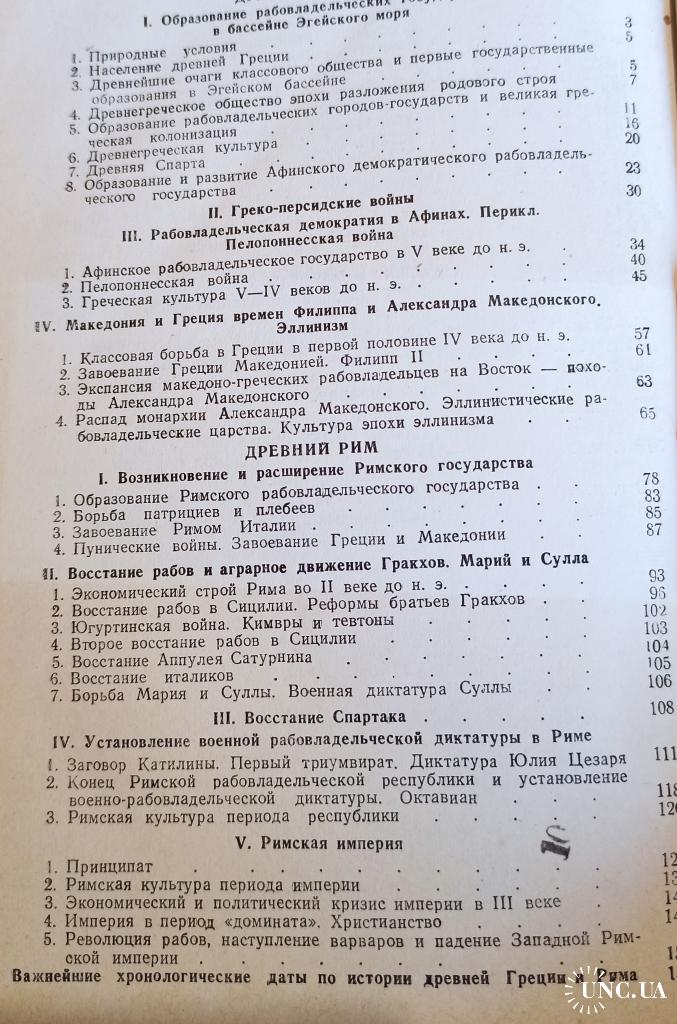 I. Образование рабовладельческих
в бассейне Эгейского моря
1. Природные условия . . . . . 3
2. Население древней Греции . . . . . 5
3. Древнейшие очаги классового общества и первые государственные
образования в Эгейском бассейне . . . . . 5
4. Древнегреческое общество эпохи разложения родового строя 7
5. Образование рабовладельческих городов-государств и великая гре-
ческая колонизация . . . . . 11
6. Древнегреческая культура . . . . . 16
7. Древняя Спарта . . . . . 20
8. Образование и развитие Афинского демократического рабовладель-
ческого государства . . . . . 23
II. Греко-персидские войны 30
III. Рабовладельческая демократия в Афинах. Перикл.
Пелопоннесская война
1. Афинское рабовладельческое государство в V веке до н. э. . 34
2. Пелопоннесская война . . . . . 40
3. Греческая культура V—IV веков до н. э. . . . . . 45
IV. Македония и Греция времен Филиппа и Александра Македонского.
Эллинизм
1. Классовая борьба в Греции в первой половине IV века до н. э. 57
2. Завоевание Греции Македонией. Филипп II . . . . 61
3. Экспансия македоно-греческих рабовладельцев на Восток — похо-
ды Александра Македонского . . . . . 63
4. Распад монархии Александра Македонского. Эллинистические ра-
бовладельческие царства. Культура эпохи эллинизма . . 65
ДРЕВНИЙ РИМ
I. Возникновение и расширение Римского государства
1. Образование Римского рабовладельческого государства . . 78
2. Борьба патрициев и плебеев . . . . . 83
3. Завоевание Римом Италии . . . . . 85
4. Пунические войны. Завоевание Греции и Македонии . . 87
II. Восстание рабов и аграрное движение Гракхов. Марий и Сулла
1. Экономический строй Рима во II веке до н. э. . . . . 93
2. Восстание рабов в Сицилии. Реформы братьев Гракхов . . 96
3. Югуртинская война. Кимвры и тевтоны . . . . 102
4. Второе восстание рабов в Сицилии . . . . . 103
5. Восстание Аппулея Сатурнина . . . . . 104
6. Восстание италиков . . . . . 105
7. Борьба Мария и Суллы. Военная диктатура Суллы . . 106
III. Восстание Спартака . . . . . 108
IV. Установление военной рабовладельческой диктатуры в Риме
1. Заговор Катилины. Первый триумвират. Диктатура Юлия Цезаря 111
2. Конец Римской рабовладельческой республики и установление
военно-рабовладельческой диктатуры. Октавиан . . . 118
3. Римская культура периода республики . . . .
V. Римская империя
1. Принципат . . . . .
2. Римская культура периода империи . . . . .
3. Экономический и политический кризис империи в III веке .
4. Империя в период «домината». Христианство . . . .
5. Революция рабов, наступление варваров и падение Западной Рим-
ской империи . . . . .
Важнейшие хронологические даты по истории древней Греции и Рима
UNC.UA